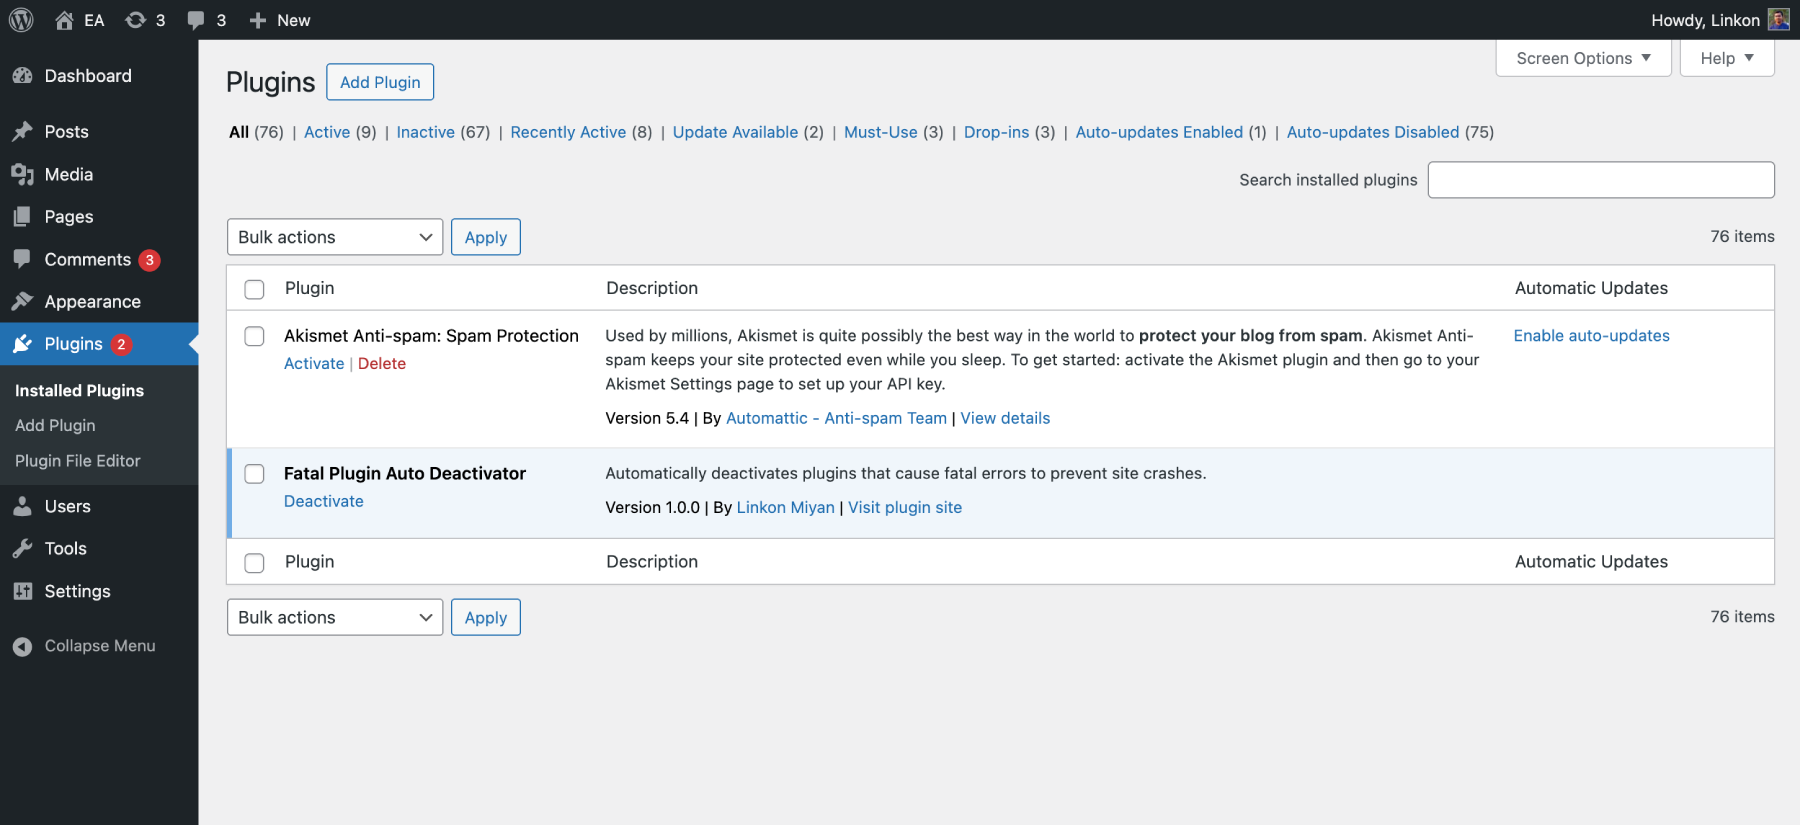 EA 3 3 + New Howdy, Linkon
Screen Options ▼ Help ▼
Dashboard
Posts
Media
Pages
Comments 3
Appearance
Plugins 2
Installed Plugins
Add Plugin
Plugin File Editor
Users
Tools
Settings
Collapse Menu
Plugins Add Plugin
All (76) | Active (9) | Inactive (67) | Recently Active (8) | Update Available (2) | Must-Use (3) | Drop-ins (3) | Auto-updates Enabled (1) | Auto-updates Disabled (75)
Search installed plugins
Bulk actions Apply 76 items
Plugin Description Automatic Updates
Akismet Anti-spam: Spam Protection
Activate | Delete
Used by millions, Akismet is quite possibly the best way in the world to protect your blog from spam. Akismet Anti-
spam keeps your site protected even while you sleep. To get started: activate the Akismet plugin and then go to your
Akismet Settings page to set up your API key.
Version 5.4 | By Automattic - Anti-spam Team | View details
Enable auto-updates
Fatal Plugin Auto Deactivator
Deactivate
Automatically deactivates plugins that cause fatal errors to prevent site crashes.
Version 1.0.0 | By Linkon Miyan | Visit plugin site
Plugin Description Automatic Updates
Bulk actions Apply 76 items